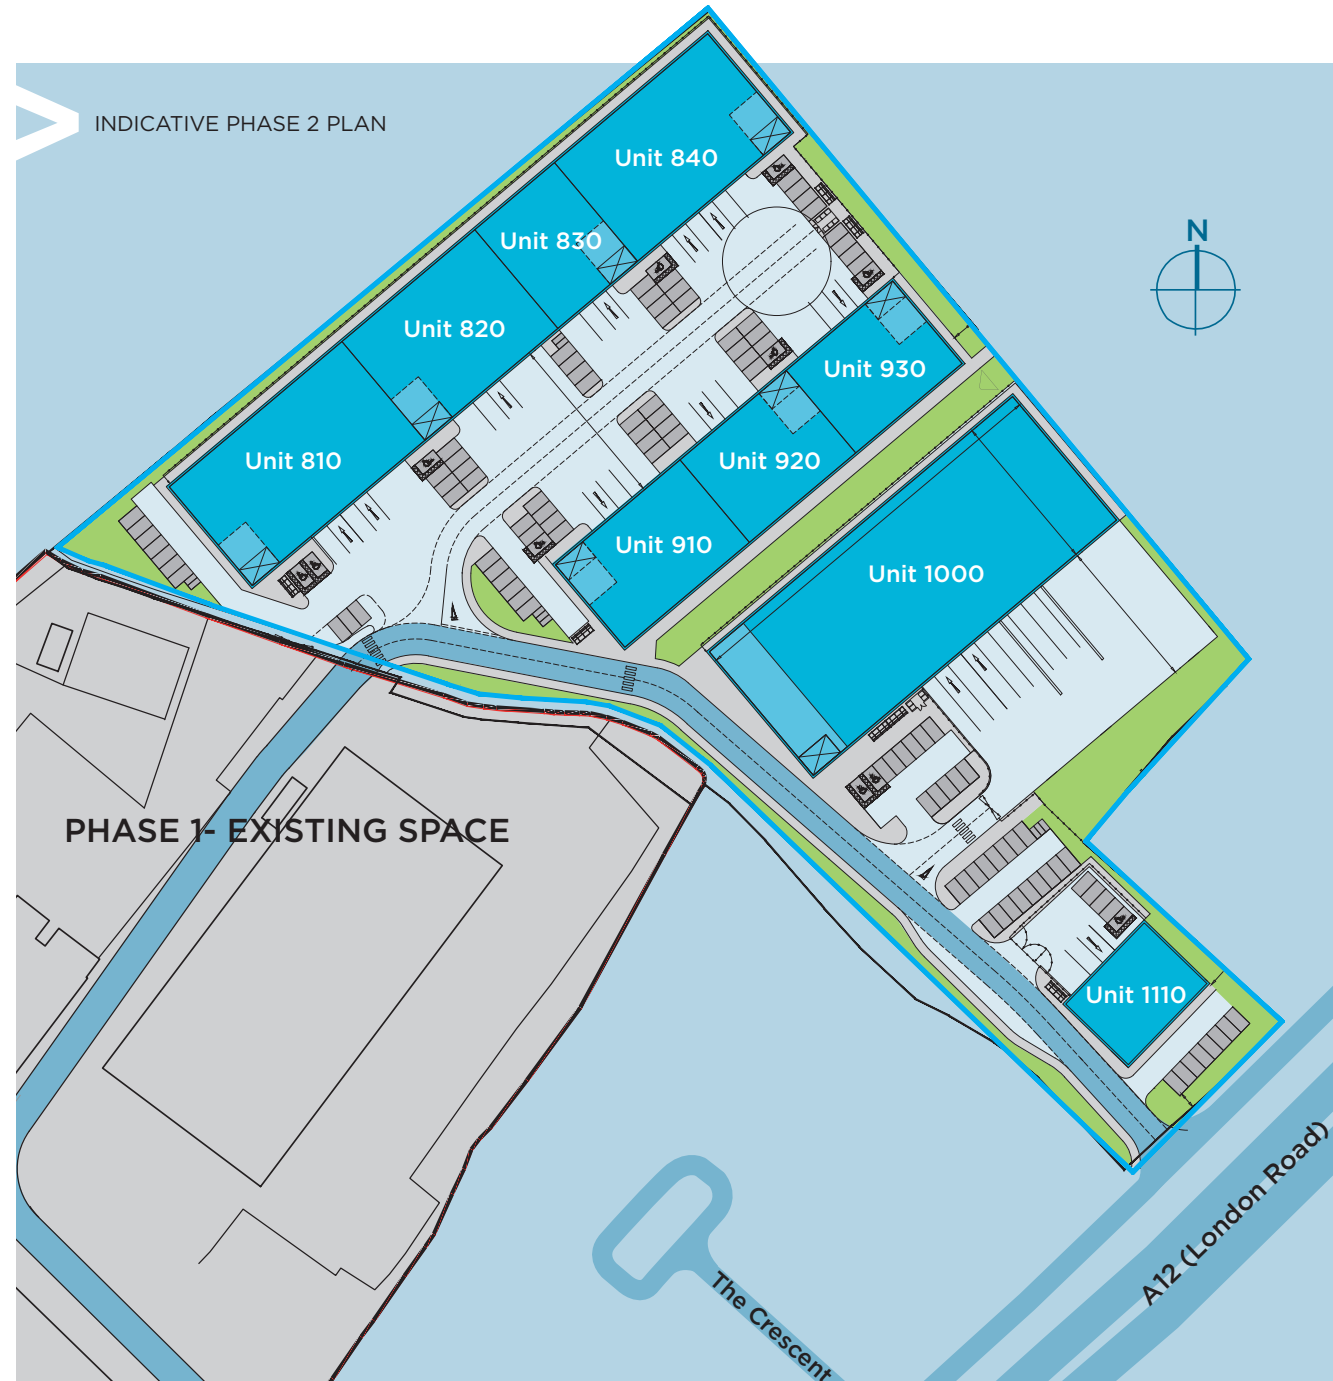 INDICATIVE PHASE 2 PLAN
Unit 840
N
Unit 830
Unit 820
Unit 930
Unit 810
Unit 920
Unit 910
Unit 1000
PHASE 1- EXISTING SPACE
Unit 1110
A12 (London Road)
The Crescent